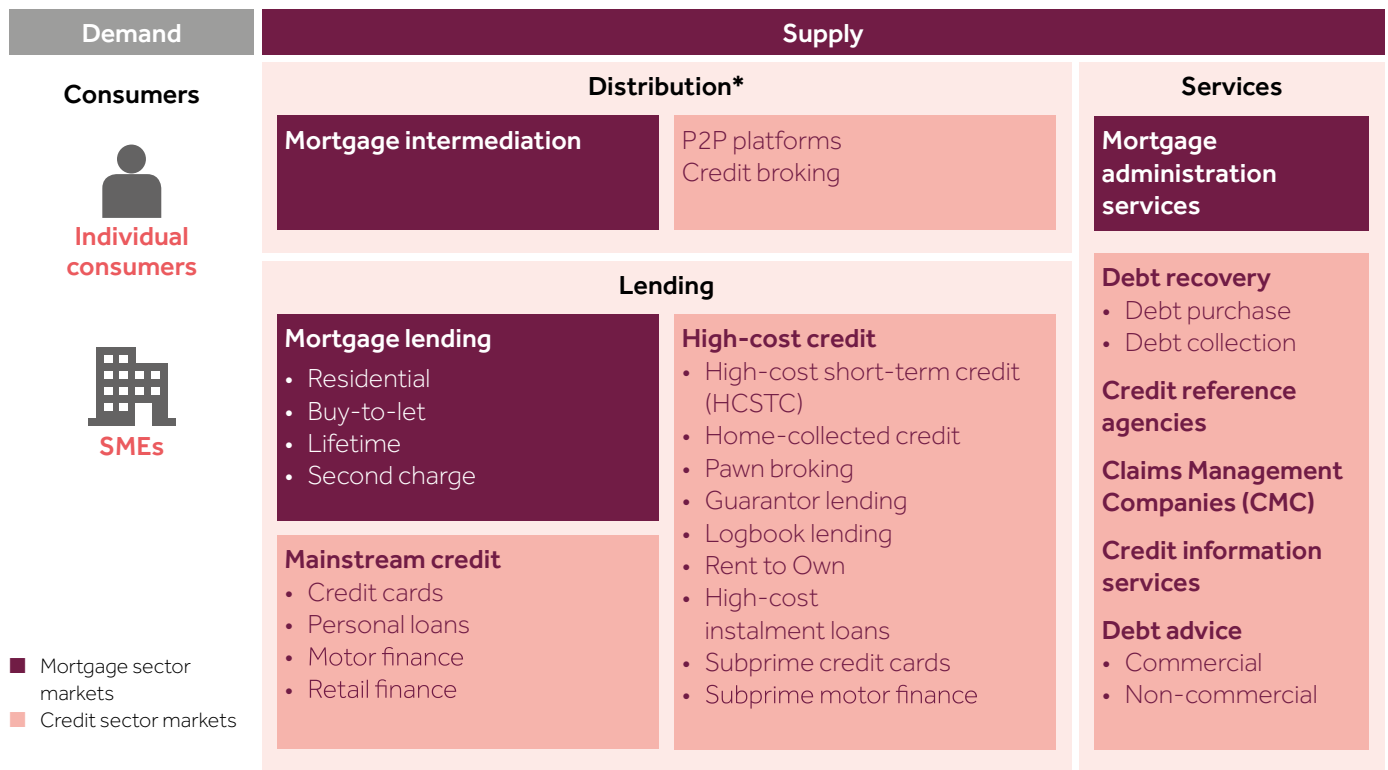 Demand
Supply
Consumers
Individual
consumers
SMEs
Mortgage sector
markets
Credit sector markets
Distribution*
Mortgage intermediation
P2P platforms
Credit broking
Lending
Mortgage lending
• Residential
• Buy-to-let
• Lifetime
• Second charge
Mainstream credit
• Credit cards
• Personal loans
• Motor finance
• Retail finance
High-cost credit
• High-cost short-term credit
(HCSTC)
• Home-collected credit
• Pawn broking
• Guarantor lending
• Logbook lending
• Rent to Own
• High-cost
instalment loans
• Subprime credit cards
• Subprime motor finance
Services
Mortgage
administration
services
Debt recovery
• Debt purchase
• Debt collection
Credit reference
agencies
Claims Management
Companies (CMC)
Credit information
services
Debt advice
• Commercial
• Non-commercial